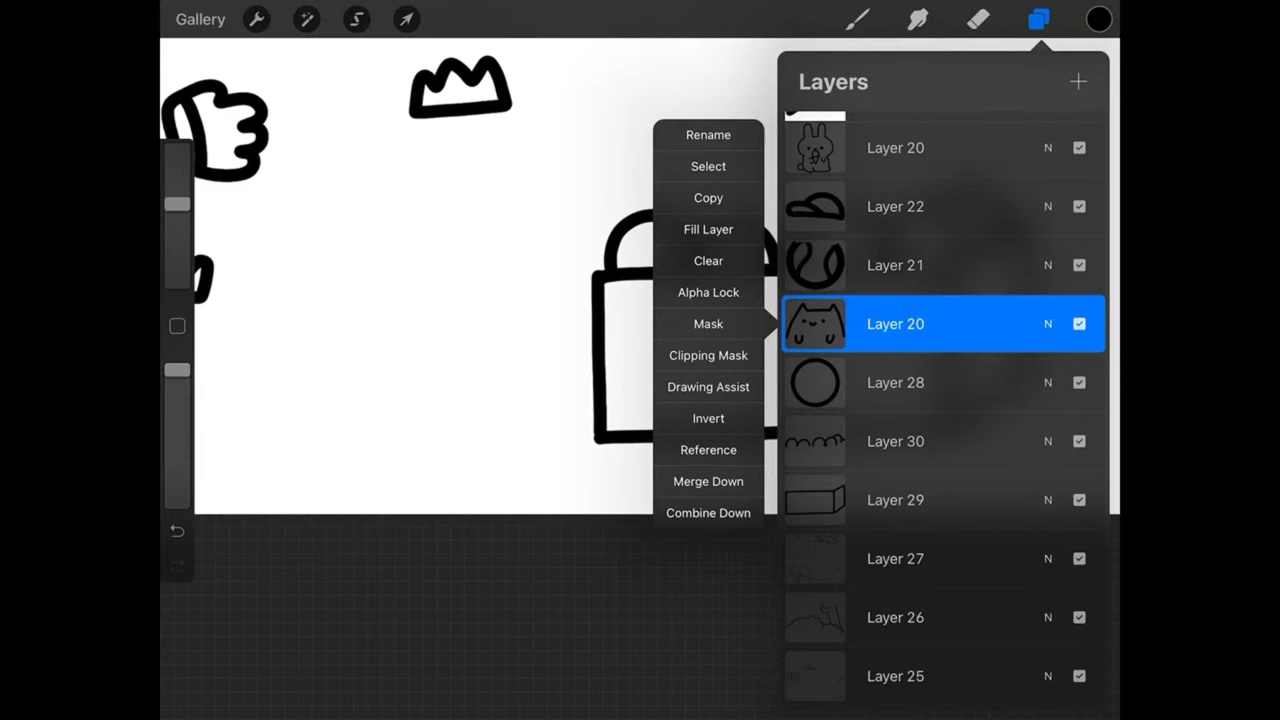 Gallery
Layers
Rename
Select
Copy
Fill Layer
Clear
Alpha Lock
Mask
Clipping Mask
Drawing Assist
Invert
Reference
Merge Down
Combine Down
Layer 20 N
Layer 22 N
Layer 21 N
Layer 20 N
Layer 28 N
Layer 30 N
Layer 29 N
Layer 27 N
Layer 26 N
Layer 25 N